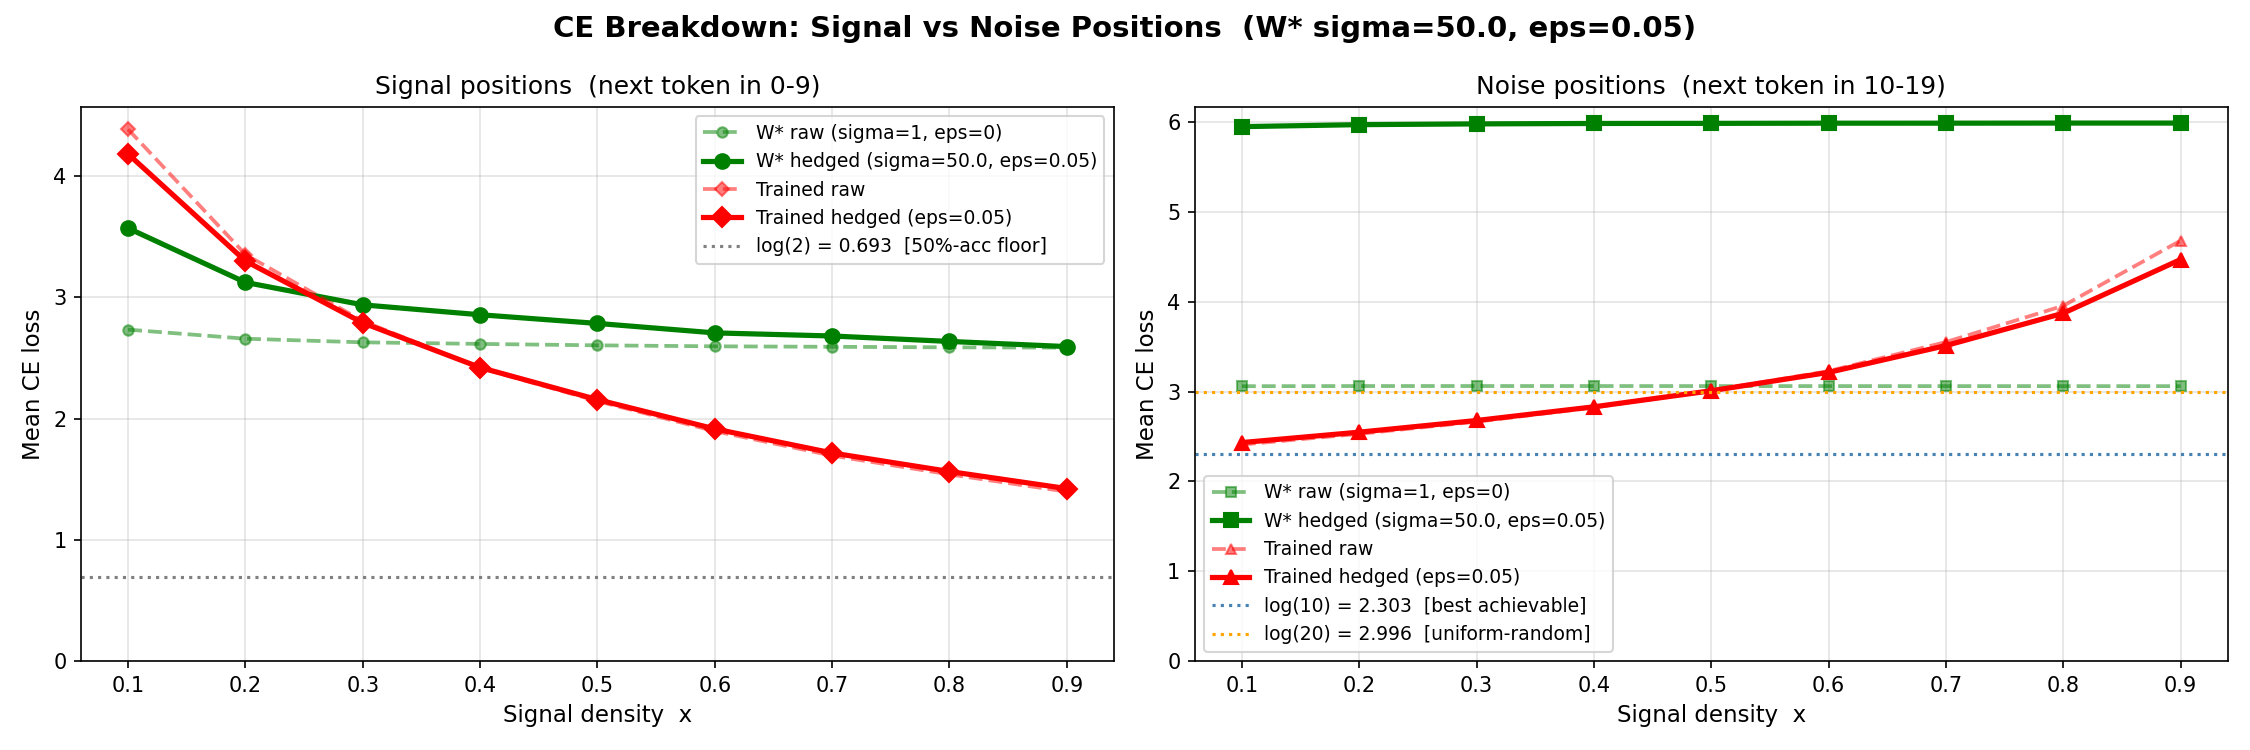 CE Breakdown: Signal vs Noise Positions  (W* sigma=50.0, eps=0.05)
Signal positions  (next token in 0-9)
Mean CE loss
4
3
2
1
0
W* raw (sigma=1, eps=0)
W* hedged (sigma=50.0, eps=0.05)
Trained raw
Trained hedged (eps=0.05)
log(2) = 0.693  [50%-acc floor]
0.1 0.2 0.3 0.4 0.5 0.6 0.7 0.8 0.9
Signal density  x
Noise positions  (next token in 10-19)
Mean CE loss
6
5
4
3
2
1
0
W* raw (sigma=1, eps=0)
W* hedged (sigma=50.0, eps=0.05)
Trained raw
Trained hedged (eps=0.05)
log(10) = 2.303  [best achievable]
log(20) = 2.996  [uniform-random]
0.1 0.2 0.3 0.4 0.5 0.6 0.7 0.8 0.9
Signal density  x